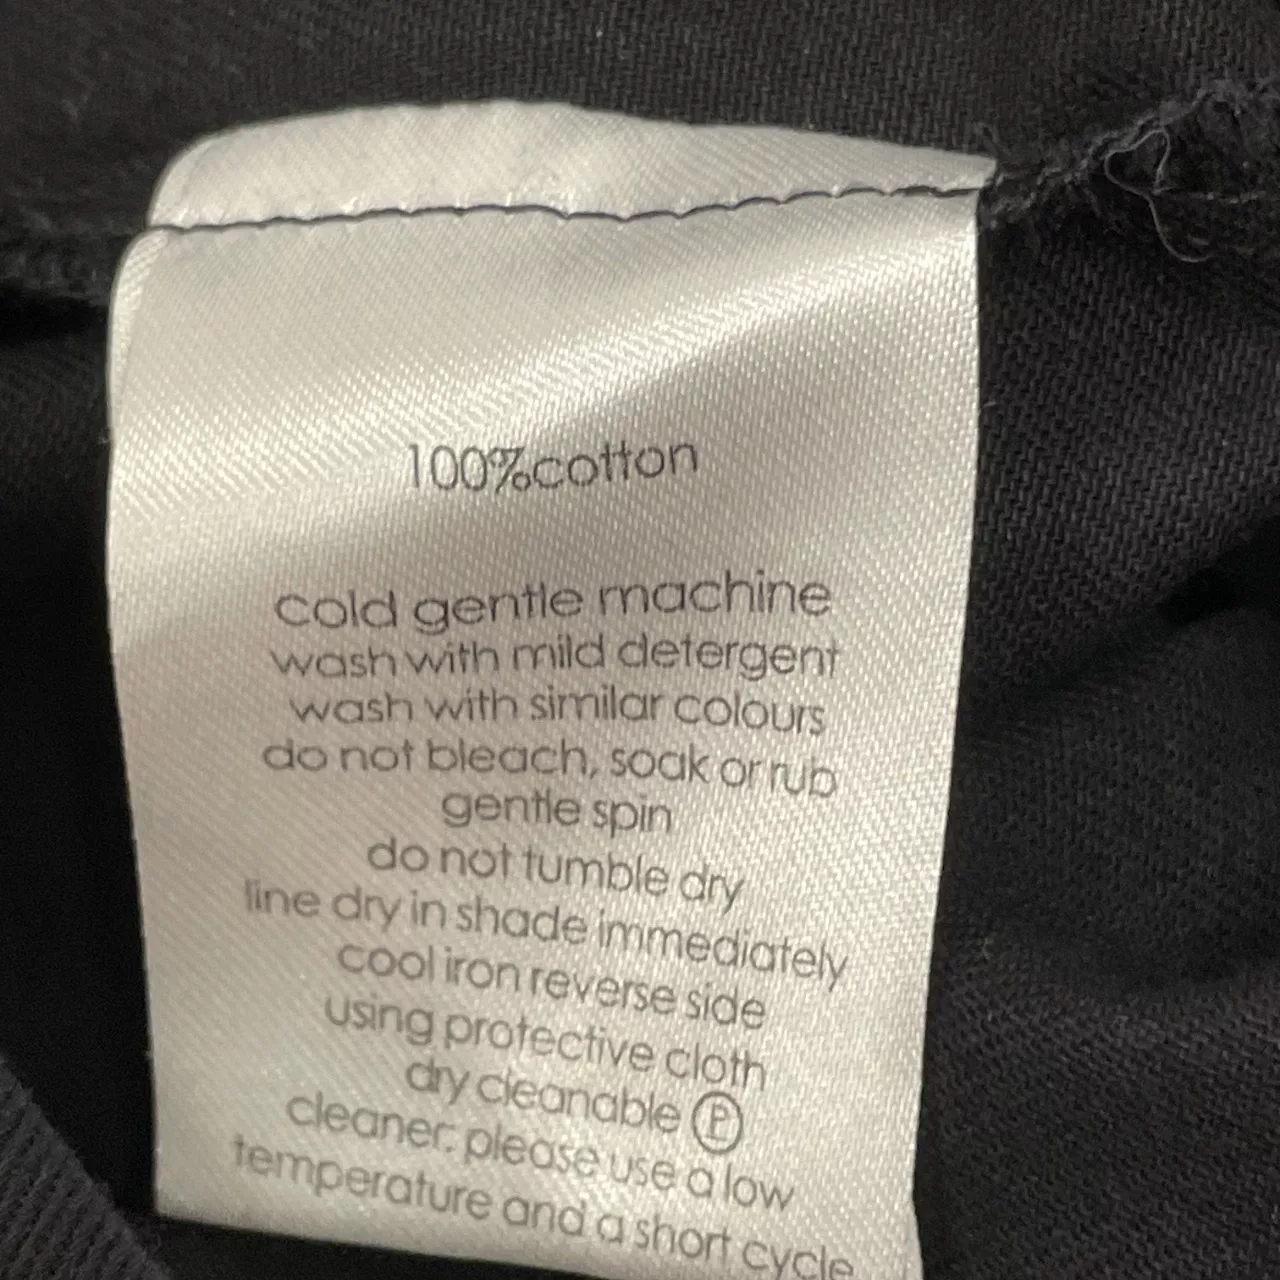 100%cotton
cold gentle machine
wash with mild detergent
wash with similar colours
do not bleach, soak or rub
gentle spin
do not tumble dry
line dry in shade immediately
cool iron reverse side
using protective cloth
dry cleanable Ⓟ
cleaner: please use a low
temperature and a short cycle